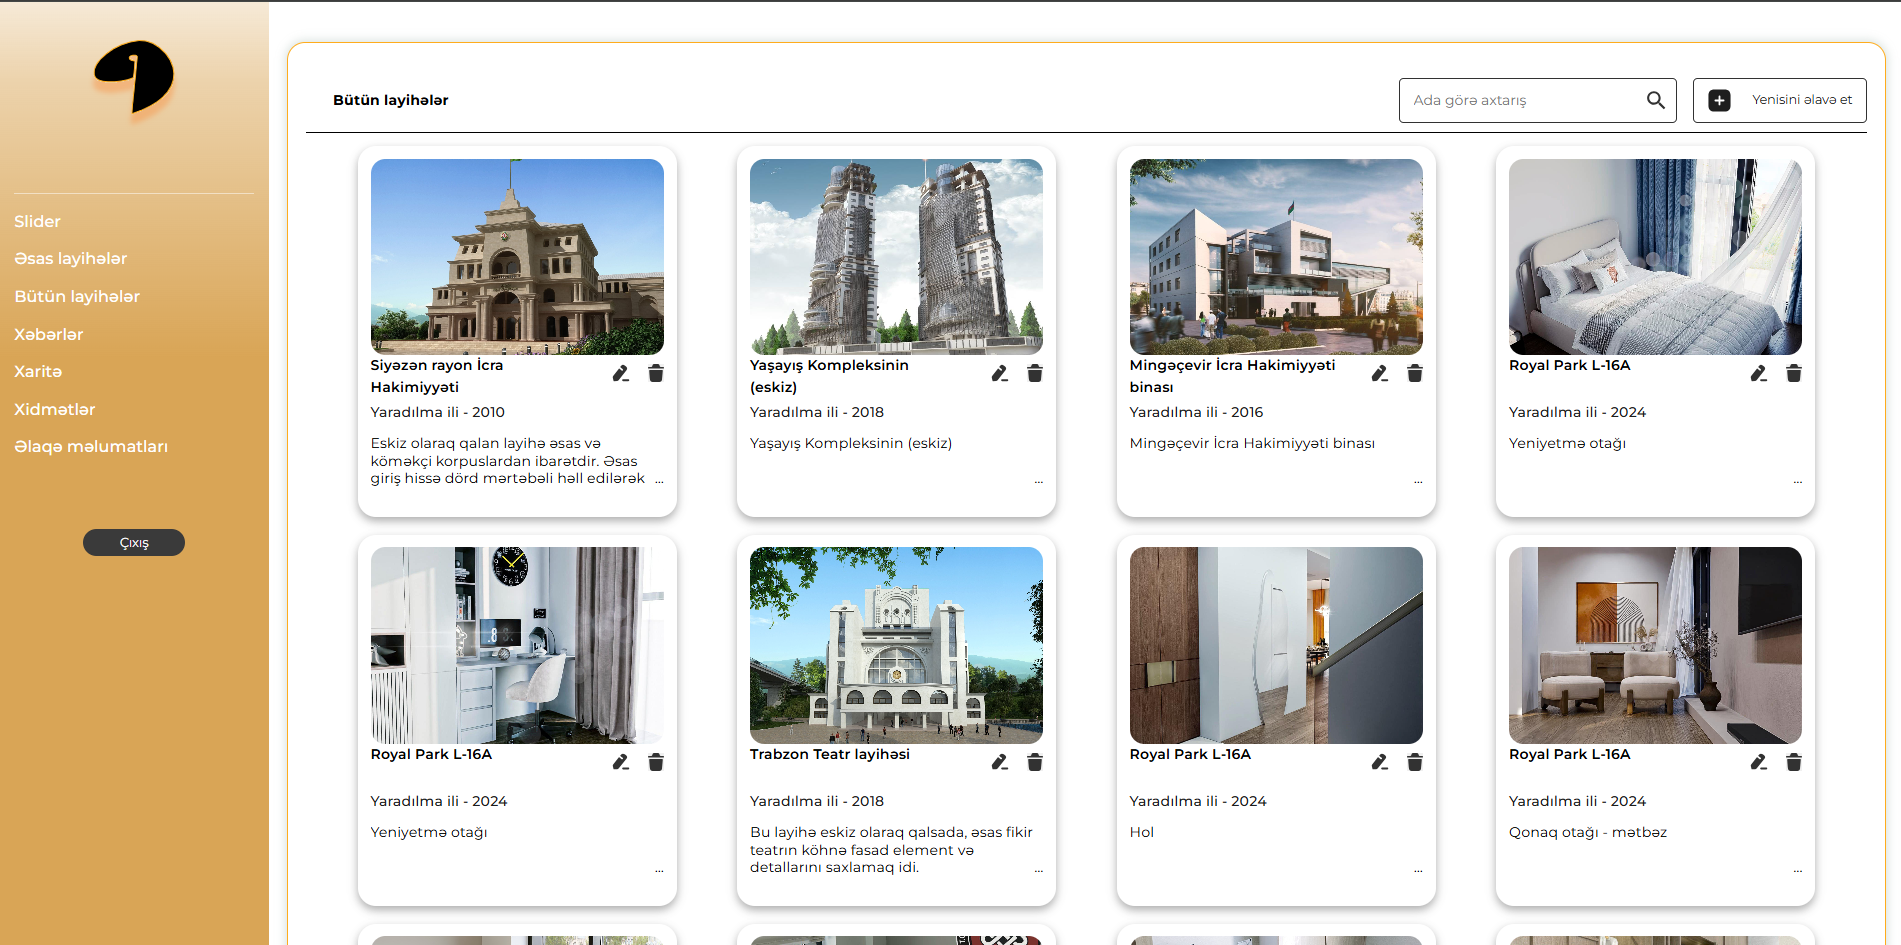 Slider
Əsas layihələr
Bütün layihələr
Xəbərlər
Xaritə
Xidmətlər
Əlaqə məlumatları
Çıxış
Bütün layihələr
Ada görə axtarış
Yenisini əlavə et
Siyəzən rayon İcra
Hakimiyyəti
Yaradılma ili - 2010
Eskiz olaraq qalan layihə əsas və
köməkçi korpuslardan ibarətdir. Əsas
giriş hissə dörd mərtəbəli həll edilərək ...
Yaşayış Kompleksinin
(eskiz)
Yaradılma ili - 2018
Yaşayış Kompleksinin (eskiz)
...
Mingəçevir İcra Hakimiyyəti
binası
Yaradılma ili - 2016
Mingəçevir İcra Hakimiyyəti binası
...
Royal Park L-16A
Yaradılma ili - 2024
Yeniyetmə otağı
...
Royal Park L-16A
Yaradılma ili - 2024
Yeniyetmə otağı
...
Trabzon Teatr layihəsi
Yaradılma ili - 2018
Bu layihə eskiz olaraq qalsada, əsas fikir
teatrın köhnə fasad element və
detallarını saxlamaq idi. ...
Royal Park L-16A
Yaradılma ili - 2024
Hol
...
Royal Park L-16A
Yaradılma ili - 2024
Qonaq otağı - mətbəz
...